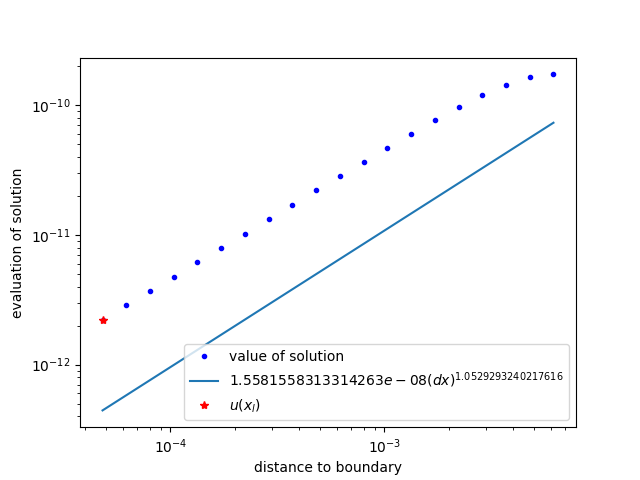 10⁻¹⁰
10⁻¹¹
10⁻¹²
evaluation of solution
value of solution
1.5581558313314263e − 08(dx)^1.0529293240217616
u(x_l)
10⁻⁴
10⁻³
distance to boundary